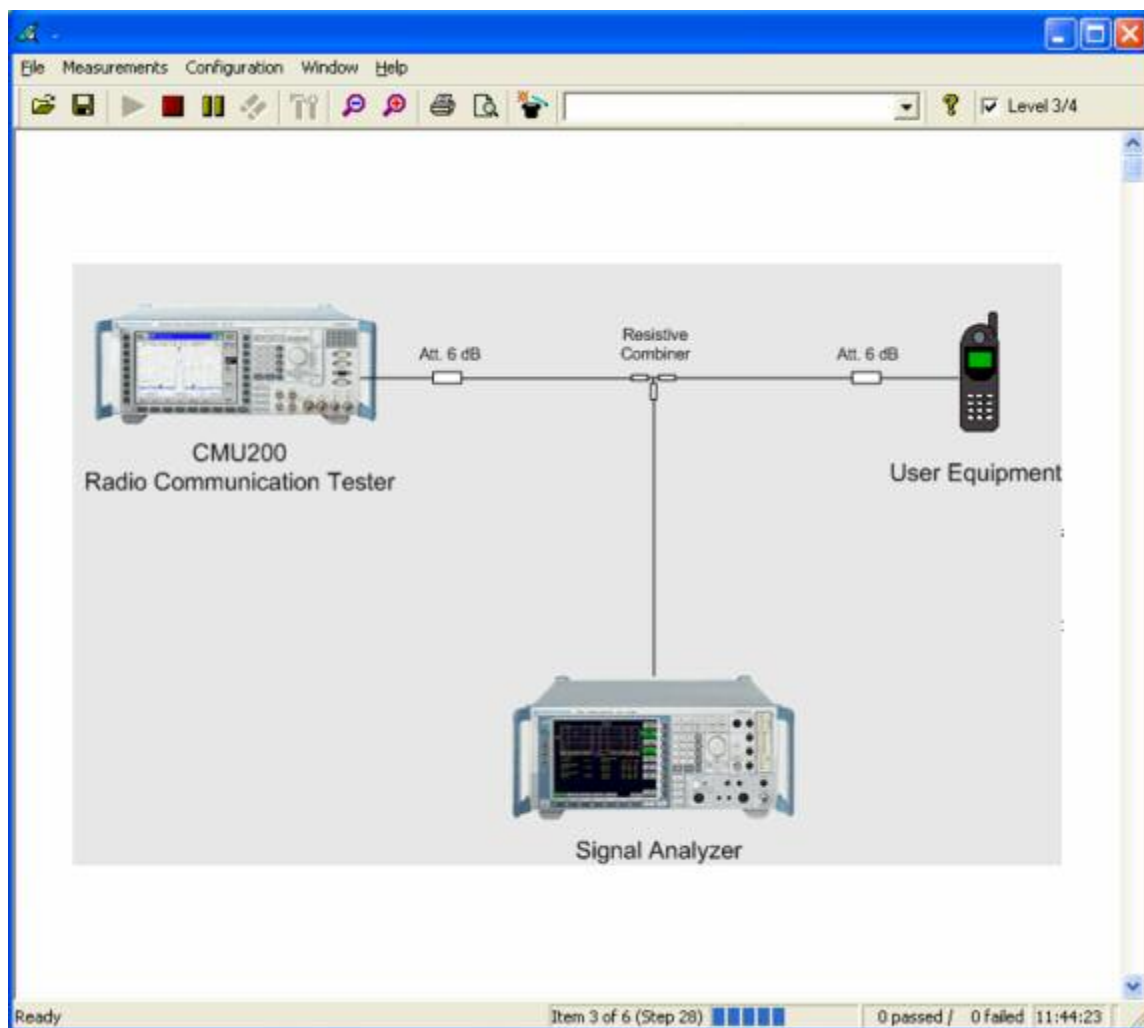 File Measurements Configuration Window Help
Level 3/4
Att. 6 dB
Resistive
Combiner
Att. 6 dB
CMU200
Radio Communication Tester
User Equipment
Signal Analyzer
Ready Item 3 of 6 (Step 28) 0 passed / 0 failed 11:44:23